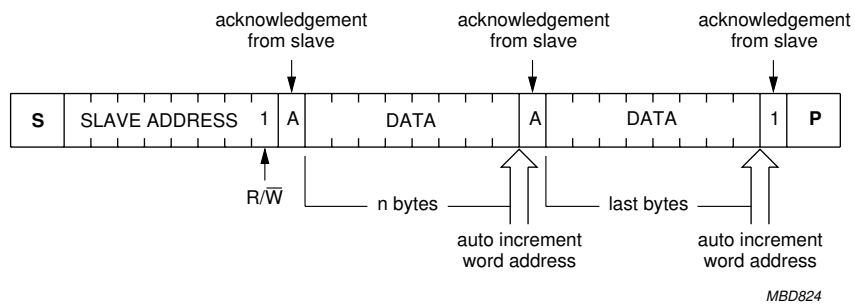 acknowledgement
from slave
acknowledgement
from slave
acknowledgement
from slave
S SLAVE ADDRESS 1 A DATA A DATA 1 P
R/W̅
n bytes
last bytes
auto increment
word address
auto increment
word address
MBD824